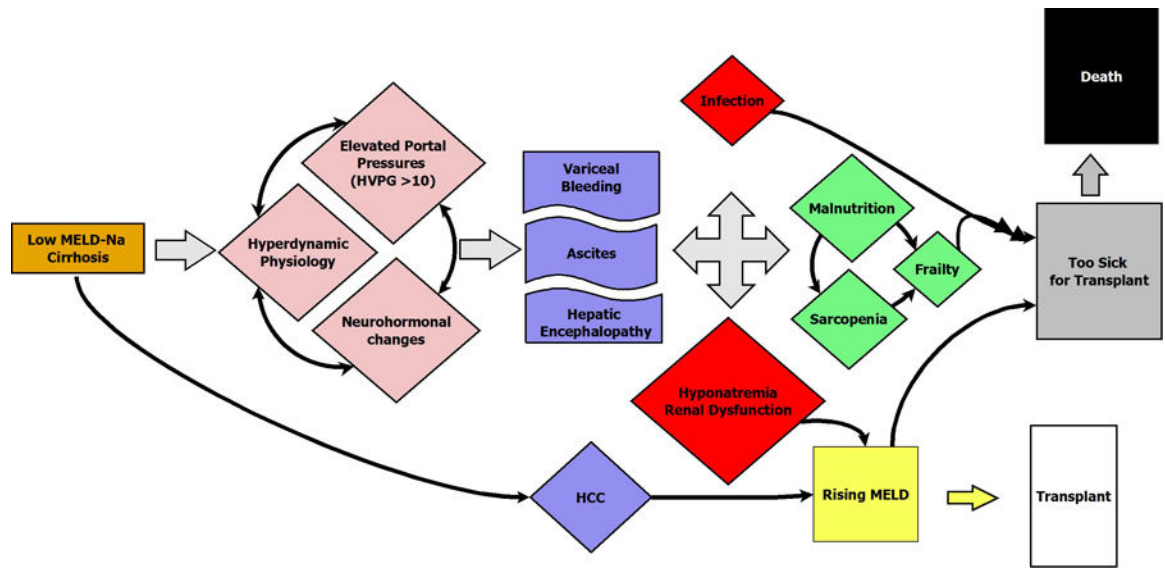 Death
Infection
Elevated Portal
Pressures
(HVPG >10)
Variceal
Bleeding
Malnutrition
Low MELD-Na
Cirrhosis
Hyperdynamic
Physiology
Ascites
Frailty
Too Sick
for Transplant
Neurohormonal
changes
Hepatic
Encephalopathy
Sarcopenia
Hyponatremia
Renal Dysfunction
HCC
Rising MELD
Transplant